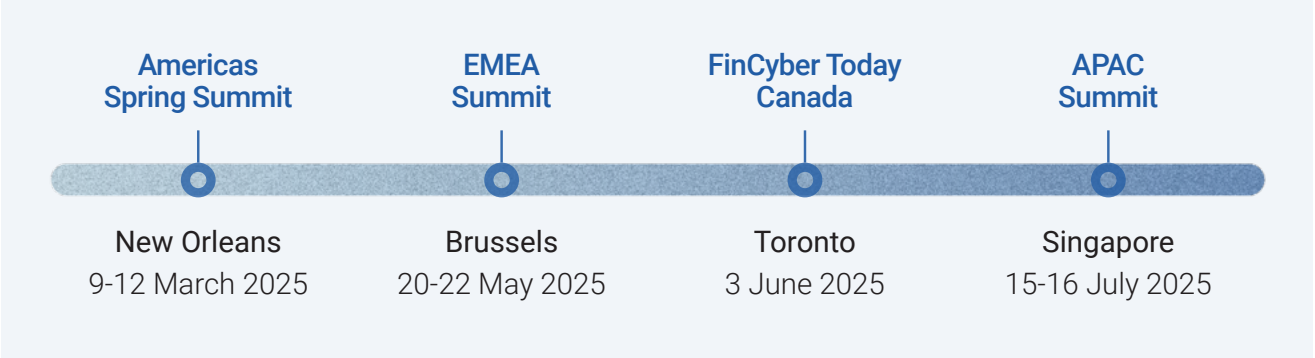 Americas
Spring Summit
EMEA
Summit
FinCyber Today
Canada
APAC
Summit
New Orleans
9-12 March 2025
Brussels
20-22 May 2025
Toronto
3 June 2025
Singapore
15-16 July 2025